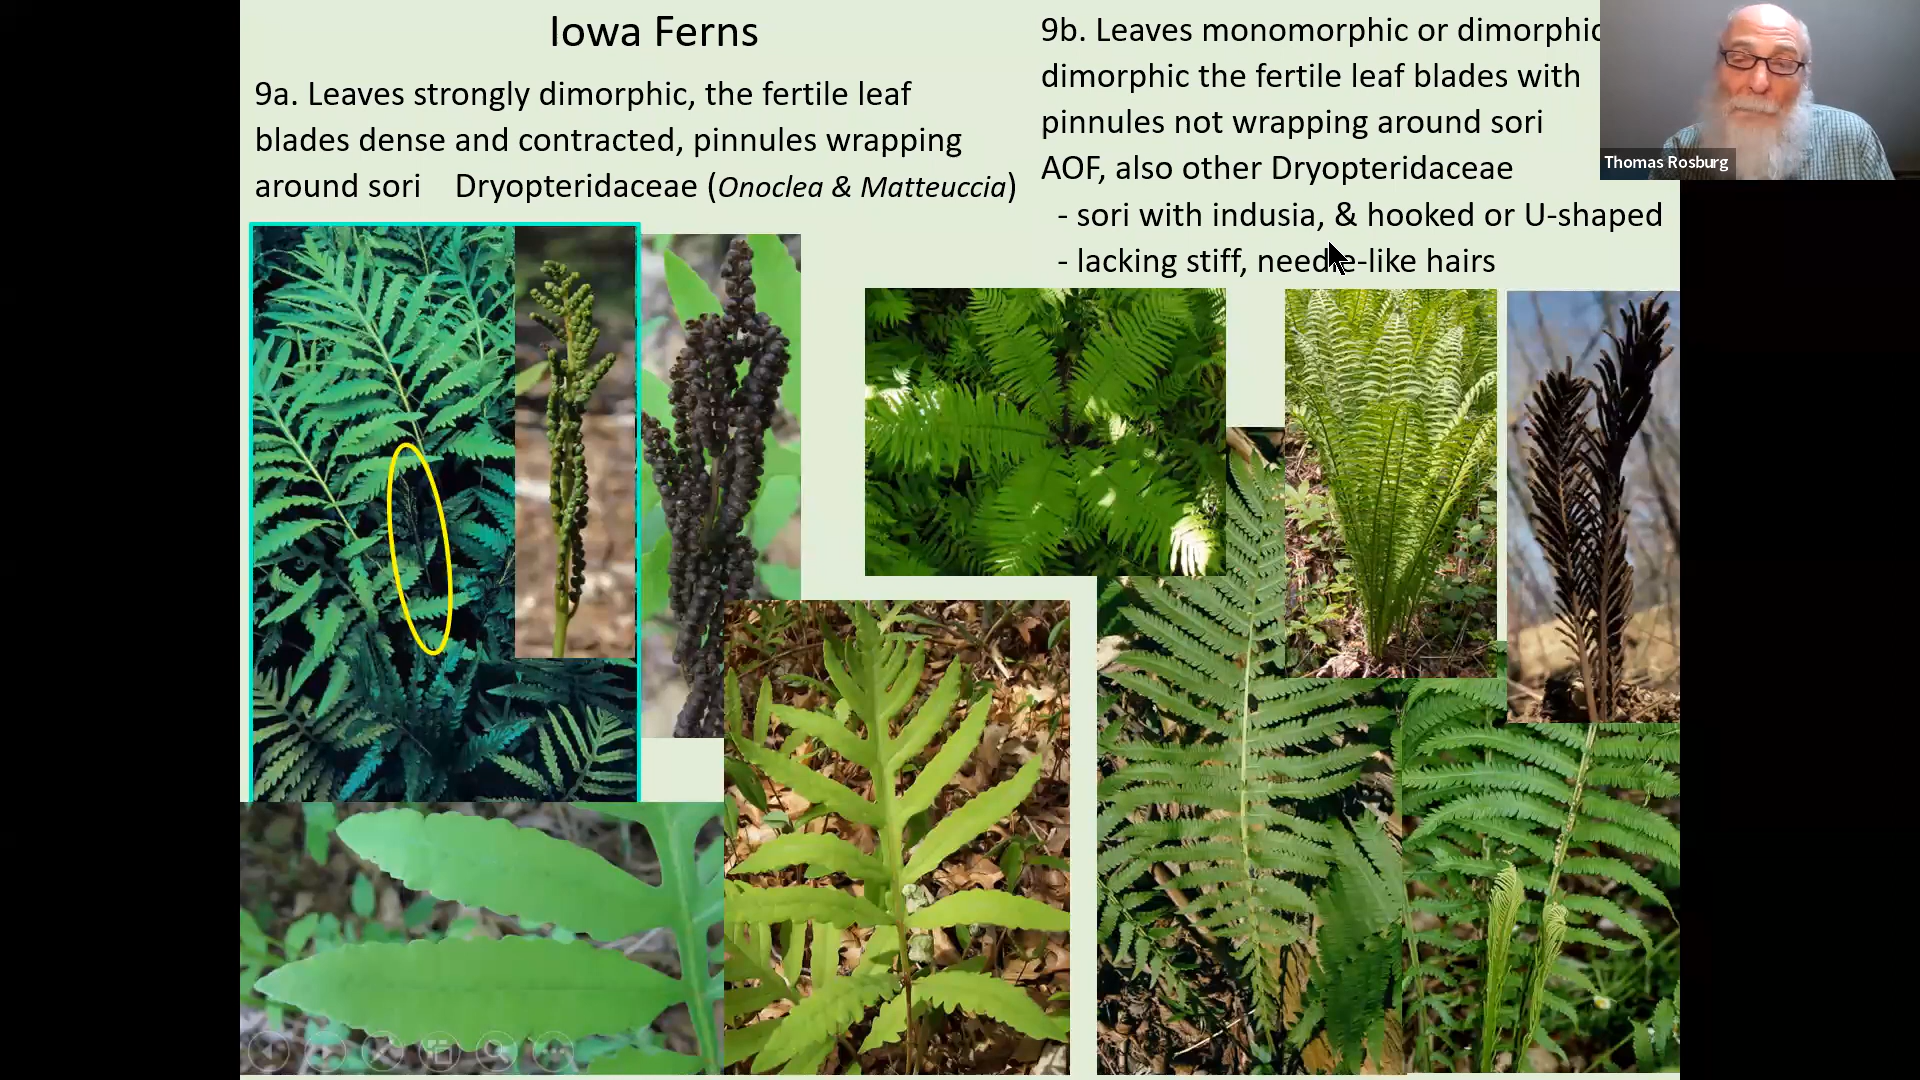 Iowa Ferns
9a. Leaves strongly dimorphic, the fertile leaf
blades dense and contracted, pinnules wrapping
around sori Dryopteridaceae (Onoclea & Matteuccia)
9b. Leaves monomorphic or dimorphic
dimorphic the fertile leaf blades with
pinnules not wrapping around sori
AOF, also other Dryopteridaceae
- sori with indusia, & hooked or U-shaped
- lacking stiff, needle-like hairs
Thomas Rosburg